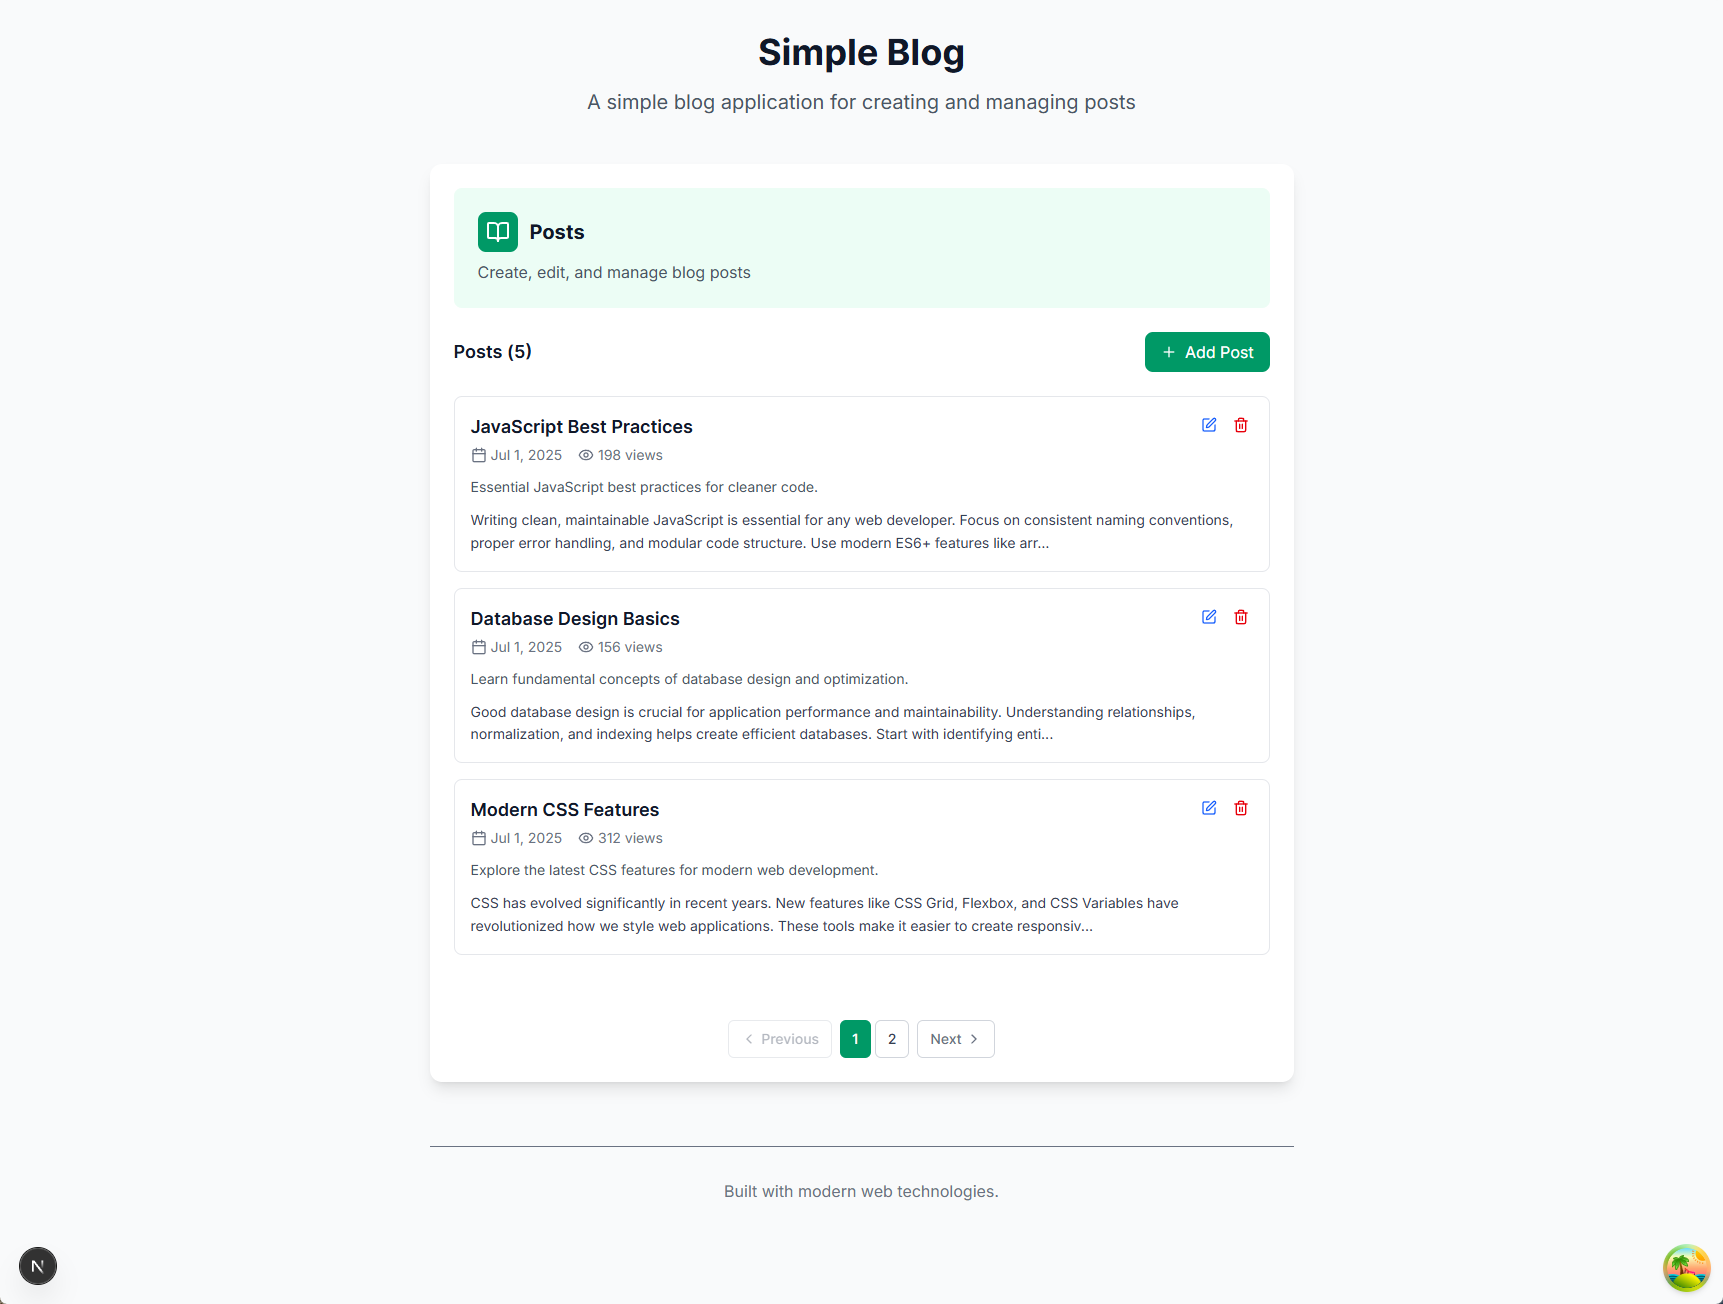 Simple Blog
A simple blog application for creating and managing posts
Posts
Create, edit, and manage blog posts
Posts (5)
+ Add Post
JavaScript Best Practices
Jul 1, 2025 198 views
Essential JavaScript best practices for cleaner code.
Writing clean, maintainable JavaScript is essential for any web developer. Focus on consistent naming conventions,
proper error handling, and modular code structure. Use modern ES6+ features like arr...
Database Design Basics
Jul 1, 2025 156 views
Learn fundamental concepts of database design and optimization.
Good database design is crucial for application performance and maintainability. Understanding relationships,
normalization, and indexing helps create efficient databases. Start with identifying enti...
Modern CSS Features
Jul 1, 2025 312 views
Explore the latest CSS features for modern web development.
CSS has evolved significantly in recent years. New features like CSS Grid, Flexbox, and CSS Variables have
revolutionized how we style web applications. These tools make it easier to create responsiv...
Previous 1 2 Next
Built with modern web technologies.
N